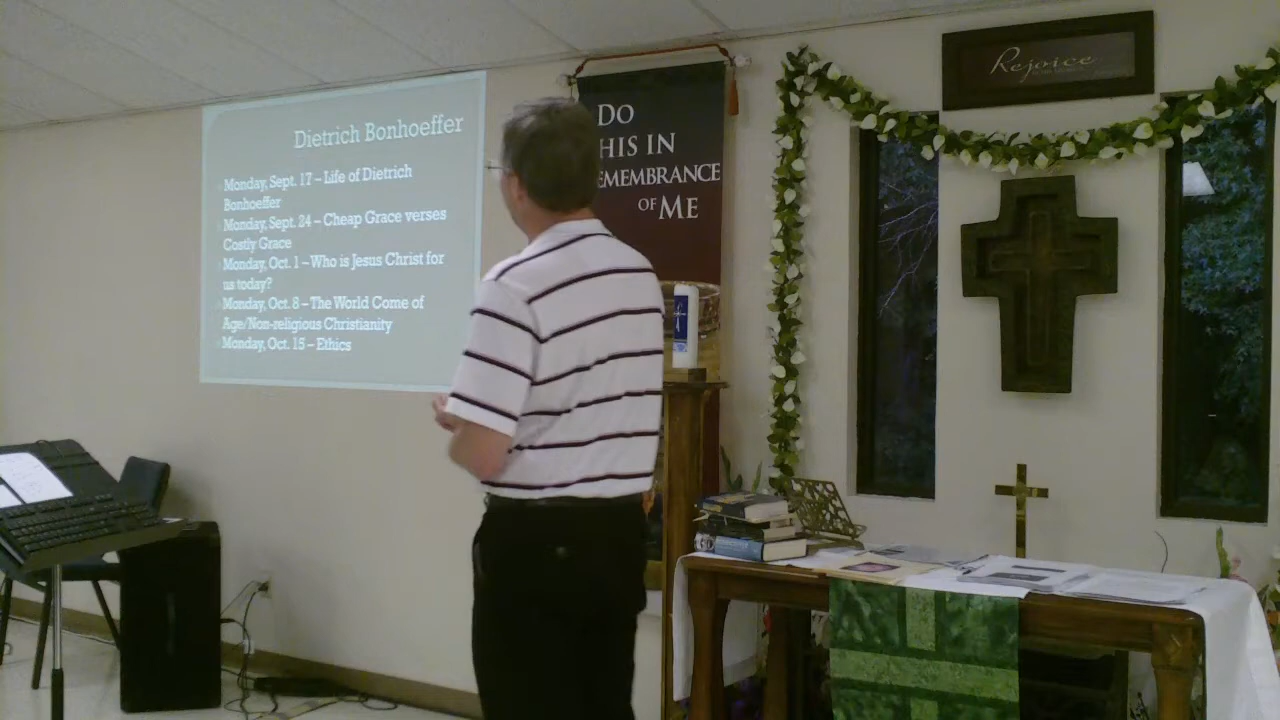 Dietrich Bonhoeffer
Monday, Sept. 17 – Life of Dietrich
Bonhoeffer
Monday, Sept. 24 – Cheap Grace verses
Costly Grace
Monday, Oct. 1 – Who is Jesus Christ for
us today?
Monday, Oct. 8 – The World Come of
Age/Non-religious Christianity
Monday, Oct. 15 – Ethics
DO
HIS IN
EMEMBRANCE
OF ME
Rejoice